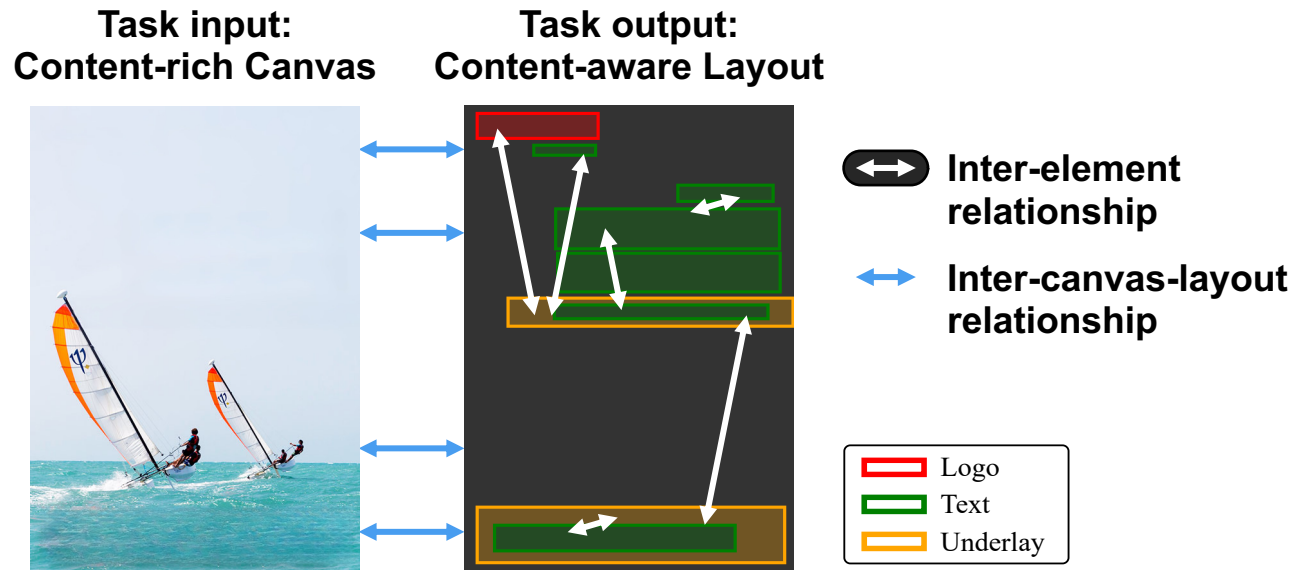 Task input:
Content-rich Canvas
Task output:
Content-aware Layout
Inter-element
relationship
Inter-canvas-layout
relationship
Logo
Text
Underlay